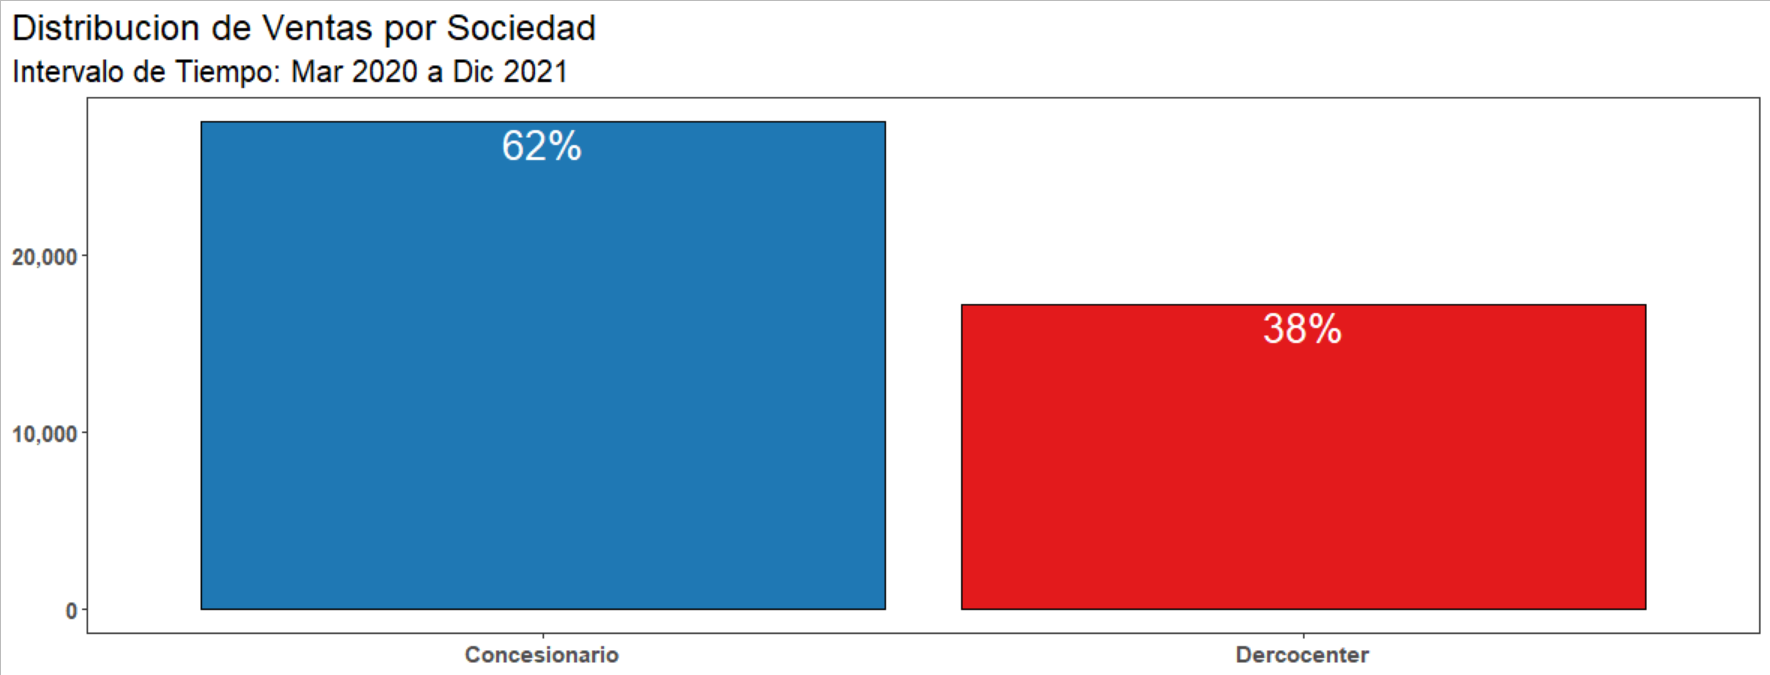 Distribucion de Ventas por Sociedad
Intervalo de Tiempo: Mar 2020 a Dic 2021
62%
20,000
38%
10,000
0
Concesionario Dercocenter